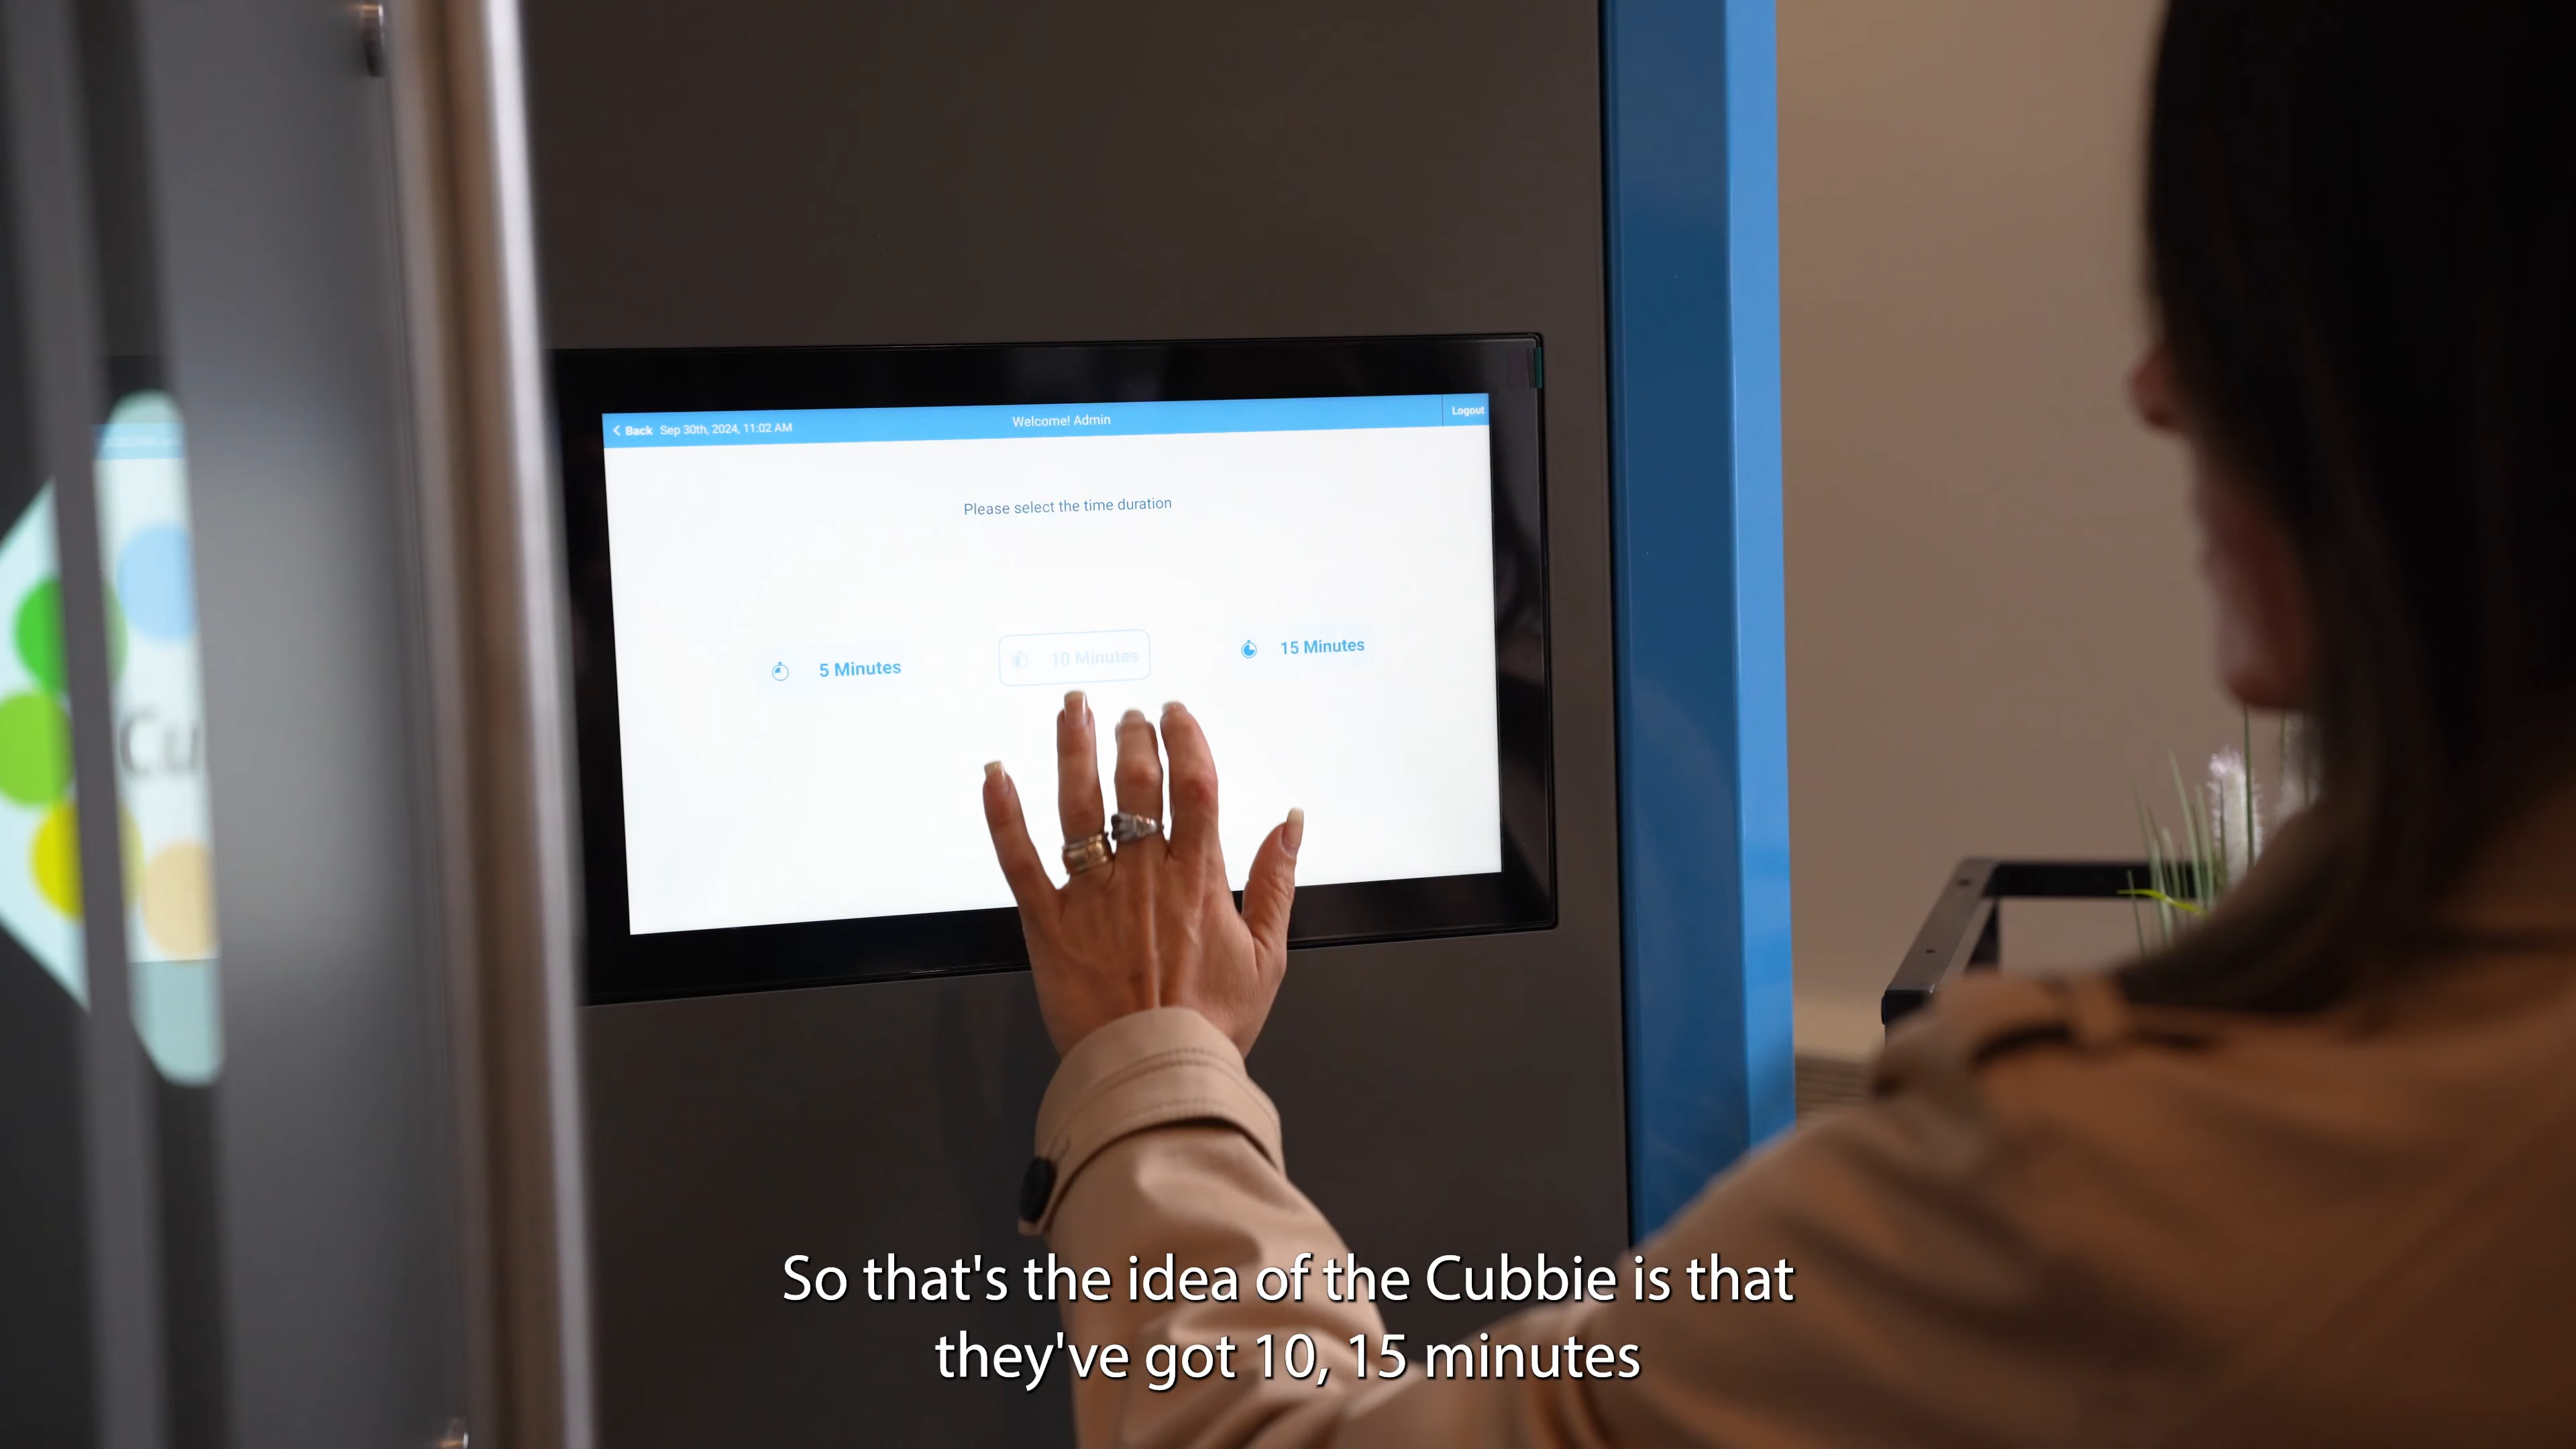 Back Sep 30th, 2024, 11:02 AM
Welcome! Admin
Logout
Please select the time duration
5 Minutes
10 Minutes
15 Minutes
Cu
So that's the idea of the Cubbie is that
they've got 10, 15 minutes